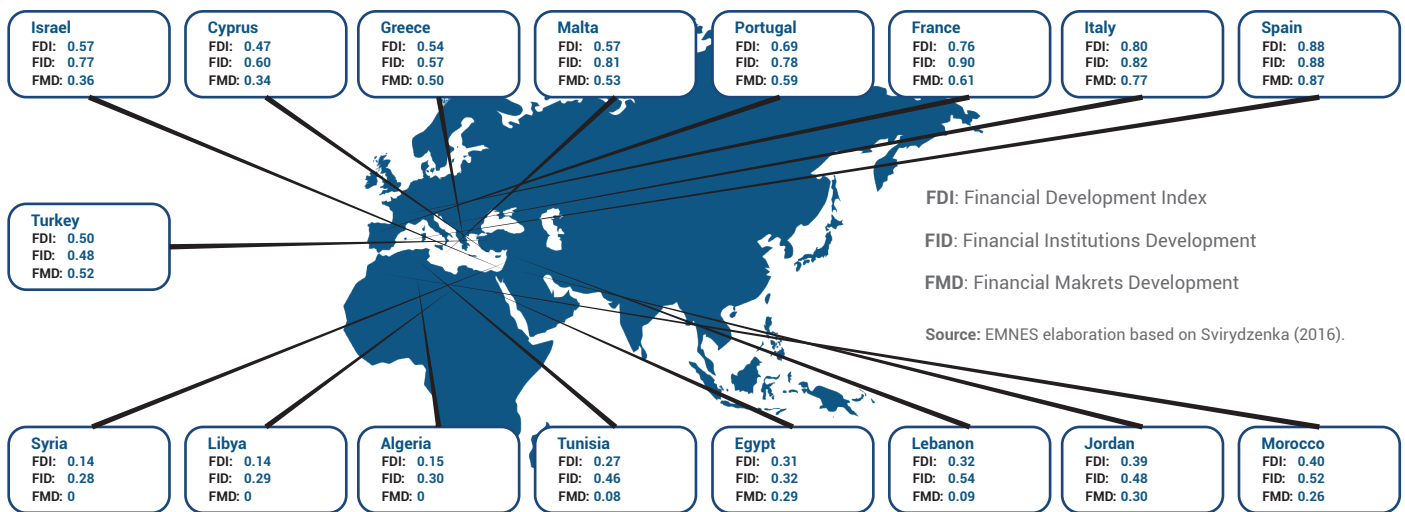 Israel
FDI: 0.57
FID: 0.77
FMD: 0.36
Cyprus
FDI: 0.47
FID: 0.60
FMD: 0.34
Greece
FDI: 0.54
FID: 0.57
FMD: 0.50
Malta
FDI: 0.57
FID: 0.81
FMD: 0.53
Portugal
FDI: 0.69
FID: 0.78
FMD: 0.59
France
FDI: 0.76
FID: 0.90
FMD: 0.61
Italy
FDI: 0.80
FID: 0.82
FMD: 0.77
Spain
FDI: 0.88
FID: 0.88
FMD: 0.87
Turkey
FDI: 0.50
FID: 0.48
FMD: 0.52
FDI: Financial Development Index
FID: Financial Institutions Development
FMD: Financial Makrets Development
Source: EMNES elaboration based on Svirydzenka (2016).
Syria
FDI: 0.14
FID: 0.28
FMD: 0
Libya
FDI: 0.14
FID: 0.29
FMD: 0
Algeria
FDI: 0.15
FID: 0.30
FMD: 0
Tunisia
FDI: 0.27
FID: 0.46
FMD: 0.08
Egypt
FDI: 0.31
FID: 0.32
FMD: 0.29
Lebanon
FDI: 0.32
FID: 0.54
FMD: 0.09
Jordan
FDI: 0.39
FID: 0.48
FMD: 0.30
Morocco
FDI: 0.40
FID: 0.52
FMD: 0.26